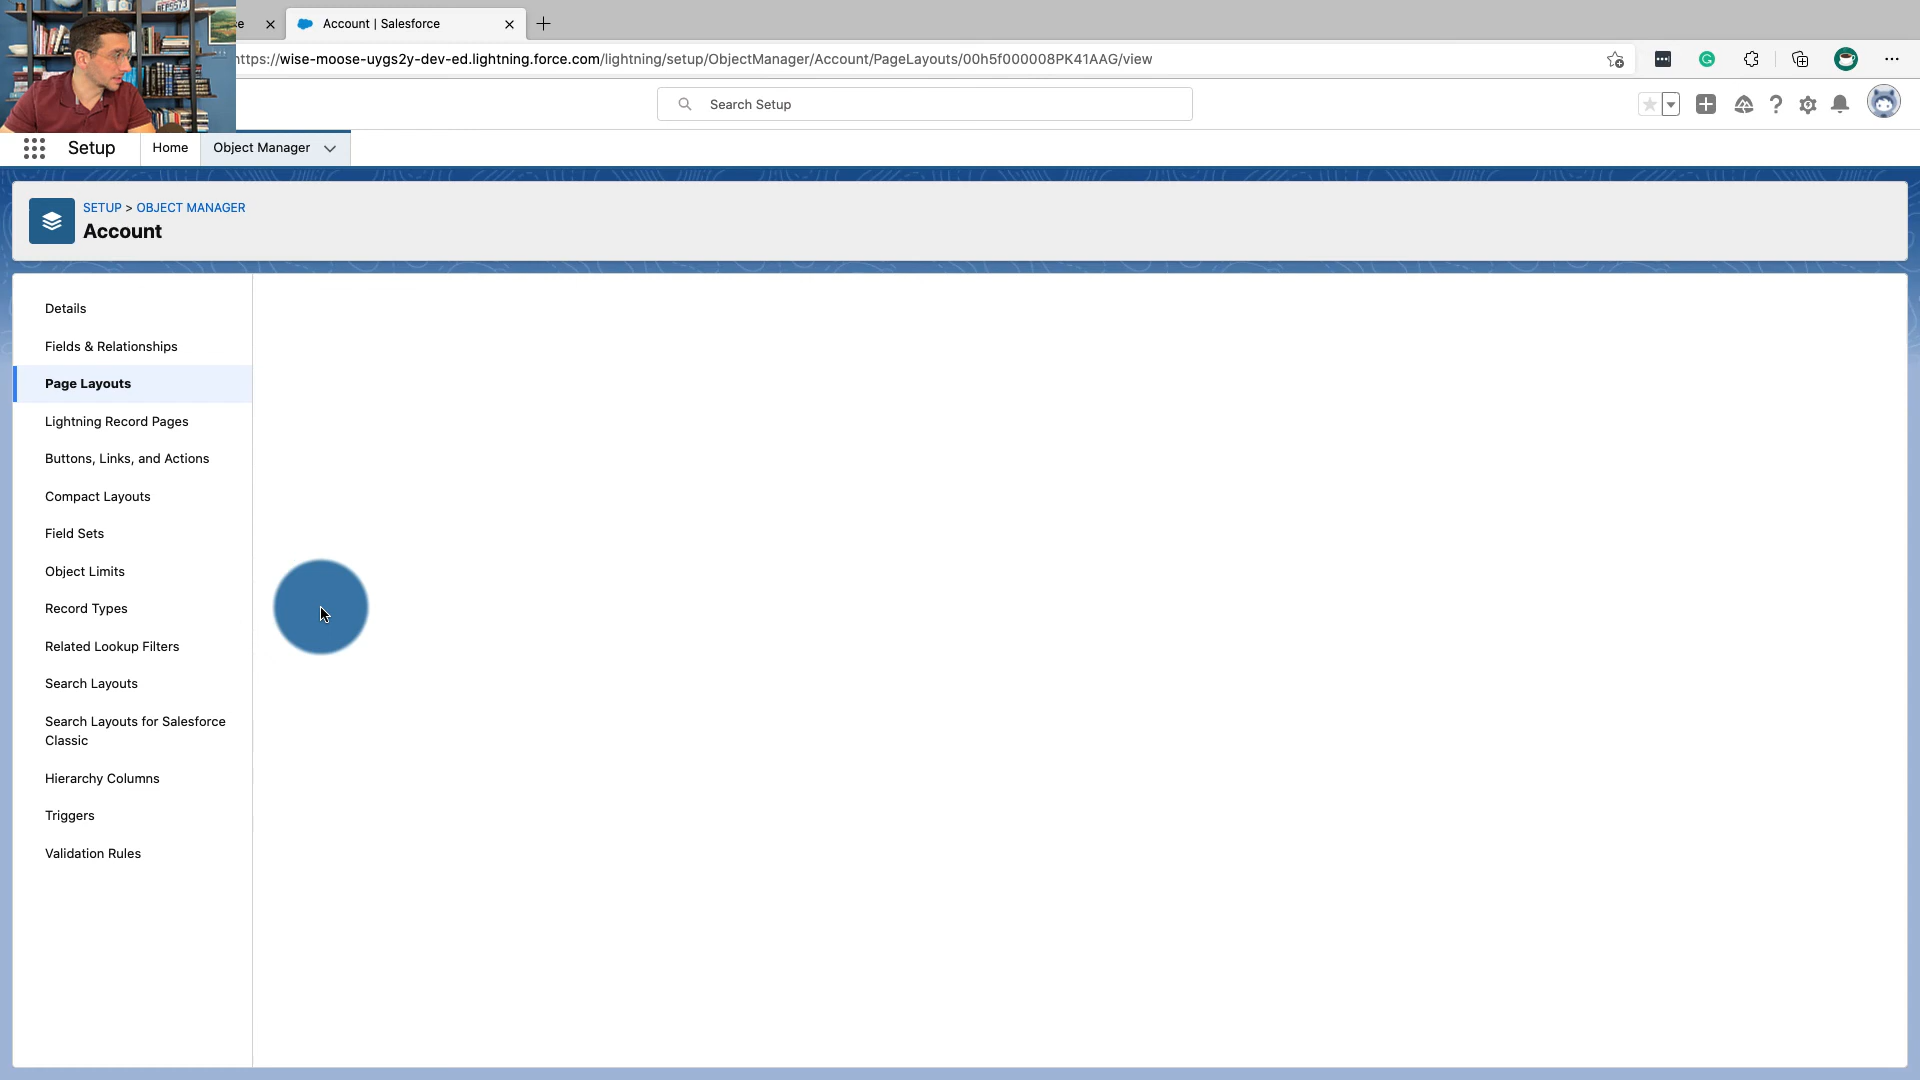 Account | Salesforce
https://wise-moose-uygs2y-dev-ed.lightning.force.com/lightning/setup/ObjectManager/Account/PageLayouts/00h5f000008PK41AAG/view
Search Setup
Setup
Home
Object Manager
SETUP > OBJECT MANAGER
Account
Details
Fields & Relationships
Page Layouts
Lightning Record Pages
Buttons, Links, and Actions
Compact Layouts
Field Sets
Object Limits
Record Types
Related Lookup Filters
Search Layouts
Search Layouts for Salesforce
Classic
Hierarchy Columns
Triggers
Validation Rules